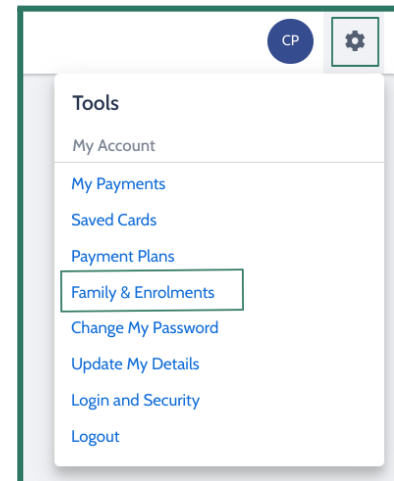 CP
Tools
My Account
My Payments
Saved Cards
Payment Plans
Family & Enrolments
Change My Password
Update My Details
Login and Security
Logout